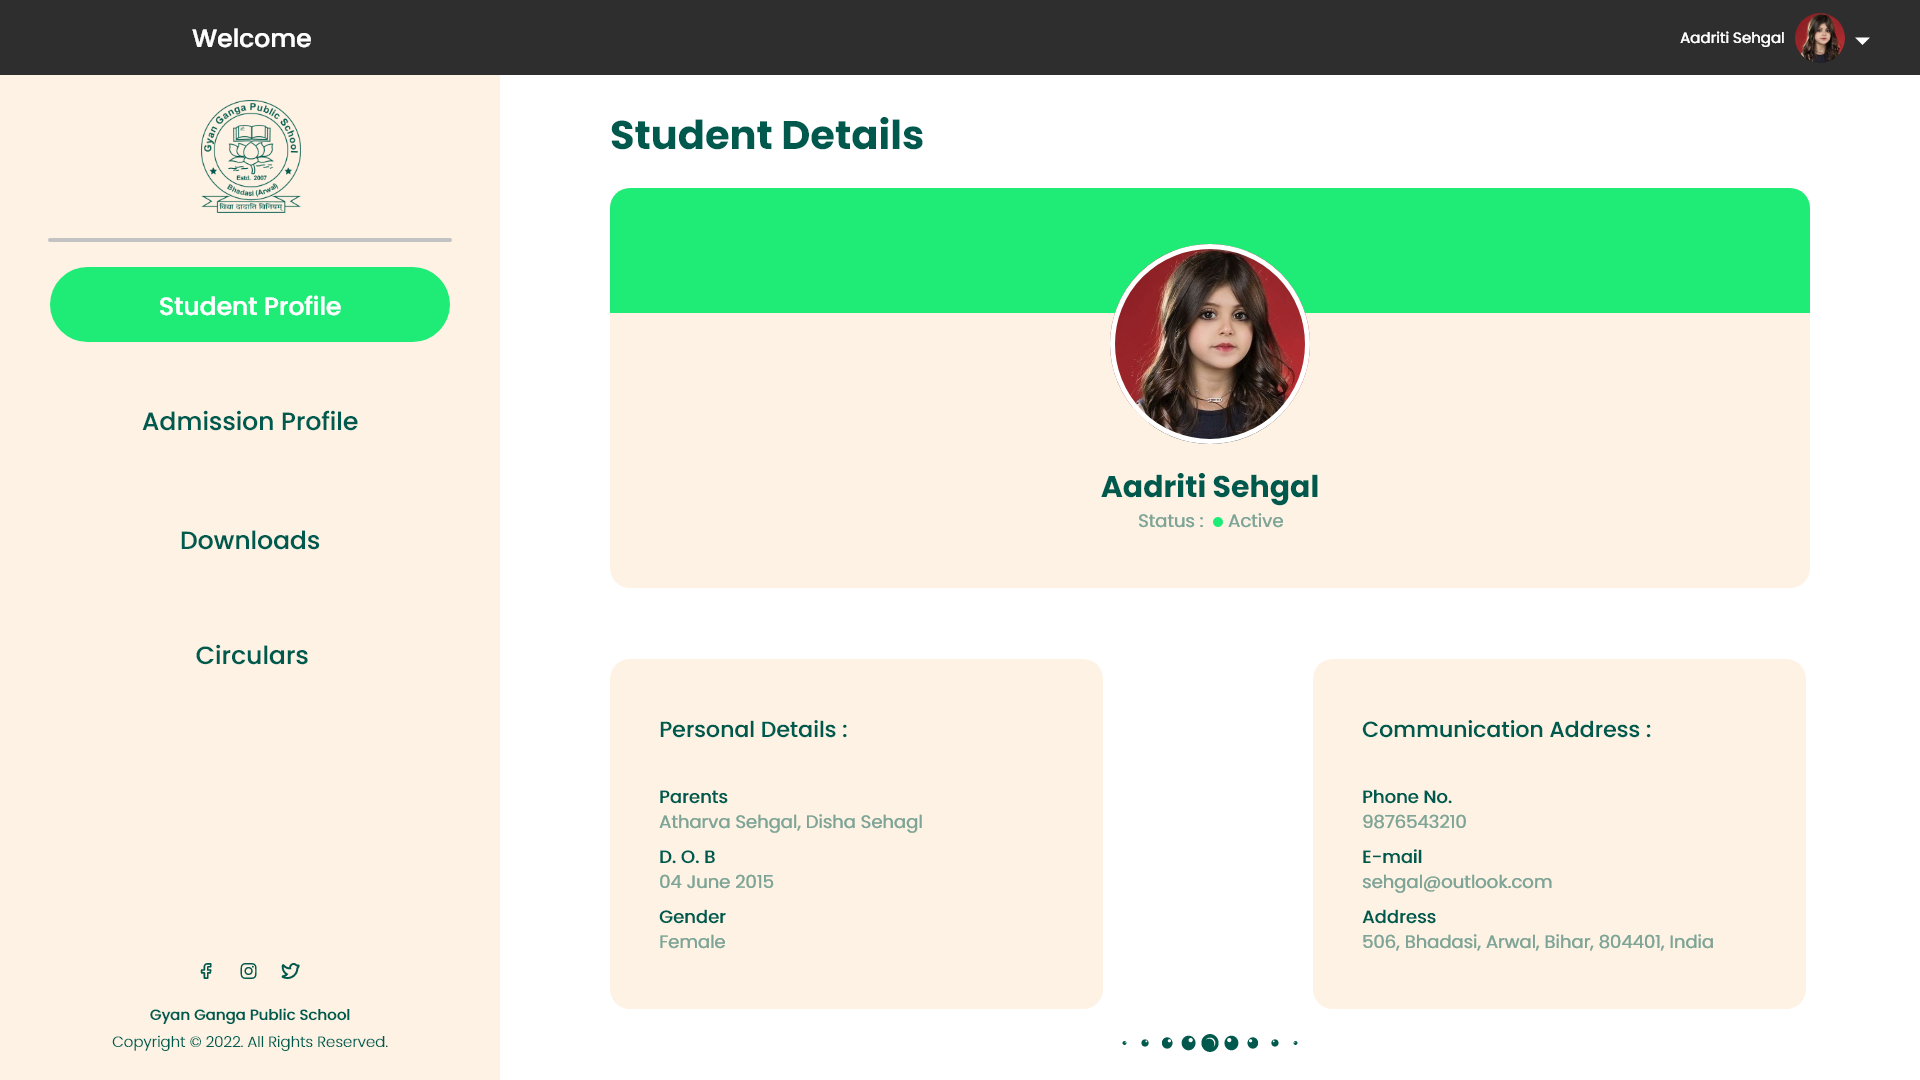 Welcome
Aadriti Sehgal
Gyan Ganga Public School
Estd. 2007
Bhadasi (Arwal)
विद्या ददाति विनियम्
Student Profile
Admission Profile
Downloads
Circulars
Gyan Ganga Public School
Copyright © 2022. All Rights Reserved.
Student Details
Aadriti Sehgal
Status : Active
Personal Details :
Parents
Atharva Sehgal, Disha Sehagl
D. O. B
04 June 2015
Gender
Female
Communication Address :
Phone No.
9876543210
E-mail
sehgal@outlook.com
Address
506, Bhadasi, Arwal, Bihar, 804401, India